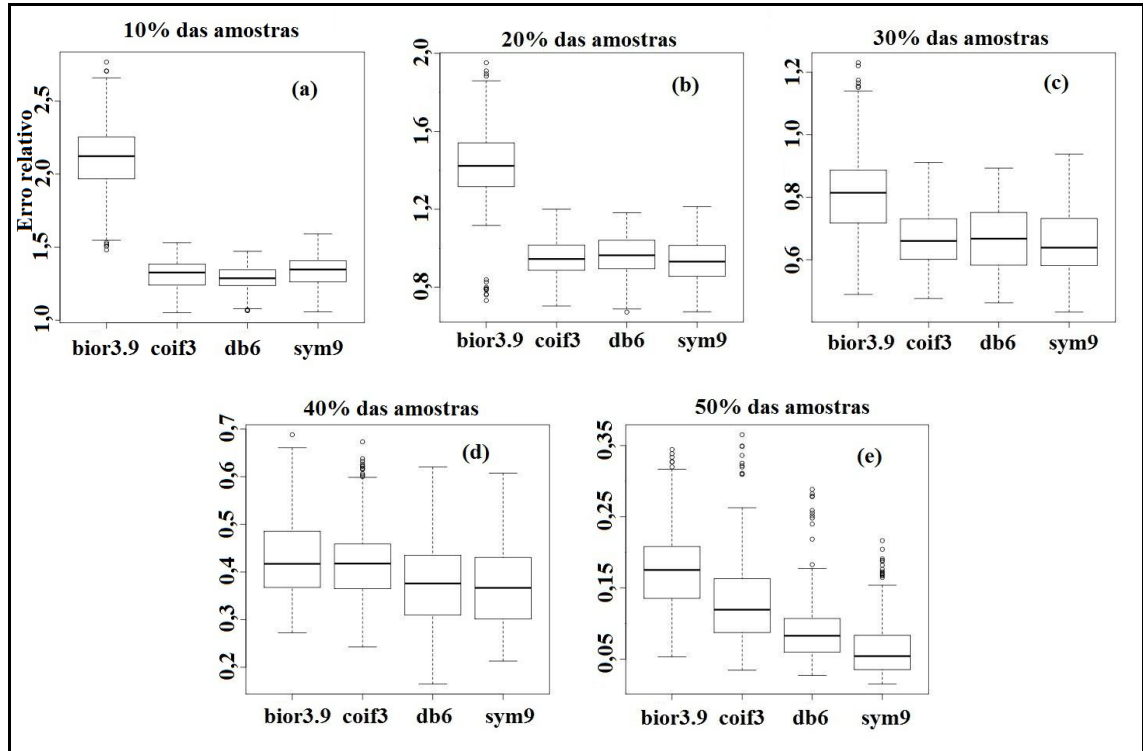 10% das amostras
(a)
Erro relativo
2,5
2,0
1,5
1,0
bior3.9 coif3 db6 sym9
20% das amostras
(b)
2,0
1,6
1,2
0,8
bior3.9 coif3 db6 sym9
30% das amostras
(c)
1,2
1,0
0,8
0,6
bior3.9 coif3 db6 sym9
40% das amostras
(d)
0,7
0,6
0,5
0,4
0,3
0,2
bior3.9 coif3 db6 sym9
50% das amostras
(e)
0,35
0,25
0,15
0,05
bior3.9 coif3 db6 sym9